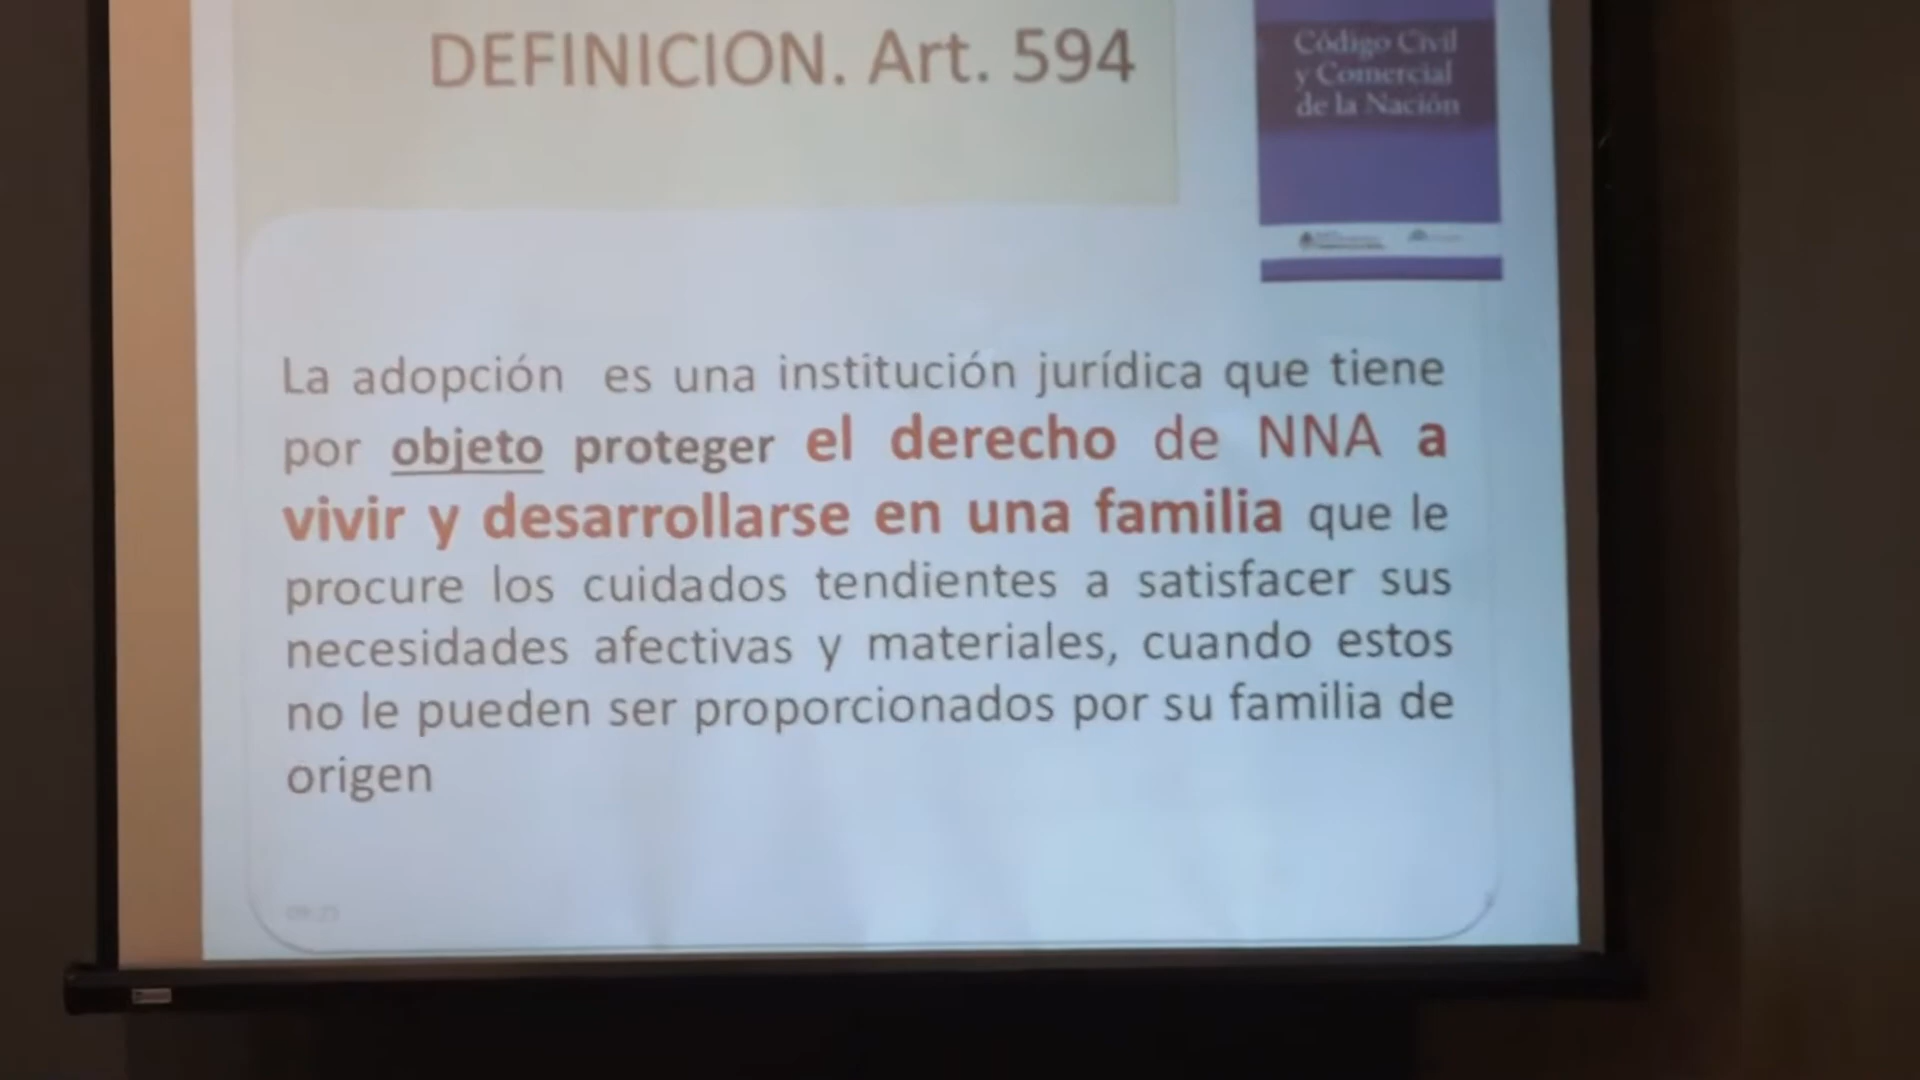 DEFINICION. Art. 594
Código Civil
y Comercial
de la Nación
La adopción es una institución jurídica que tiene
por objeto proteger el derecho de NNA a
vivir y desarrollarse en una familia que le
procure los cuidados tendientes a satisfacer sus
necesidades afectivas y materiales, cuando estos
no le pueden ser proporcionados por su familia de
origen